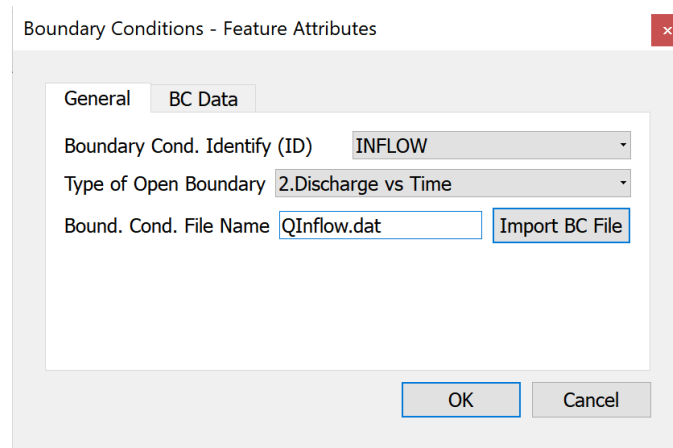 Boundary Conditions - Feature Attributes
General BC Data
Boundary Cond. Identify (ID) INFLOW
Type of Open Boundary 2.Discharge vs Time
Bound. Cond. File Name QInflow.dat Import BC File
OK Cancel